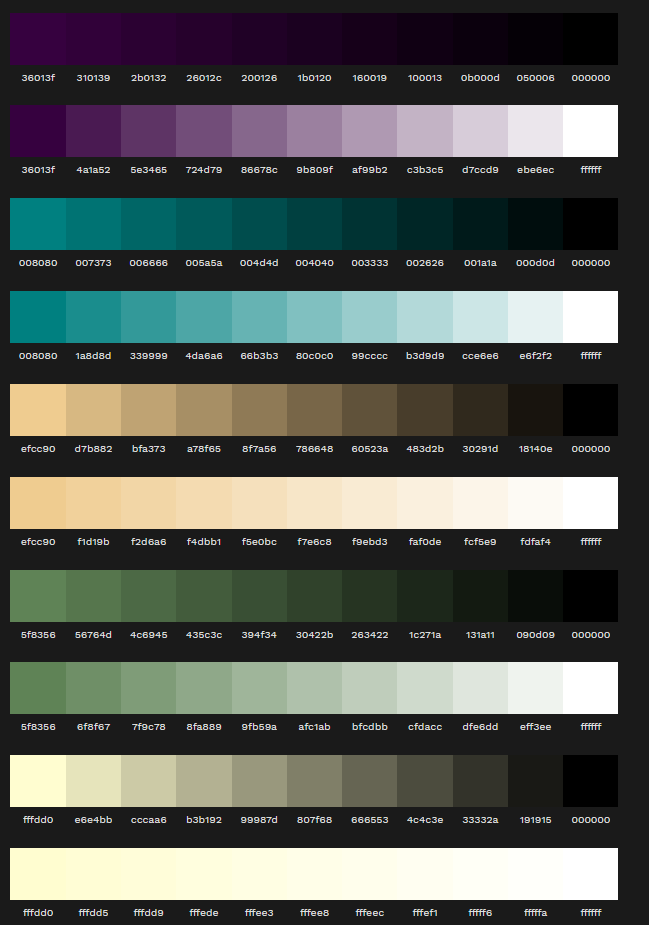 36013f 310139 2b0132 26012c 200126 1b0120 160019 100013 0b000d 050006 000000
36013f 4a1a52 5e3465 724d79 86678c 9b809f af99b2 c3b3c5 d7ccd9 ebe6ec ffffff
008080 007373 006666 005a5a 004d4d 004040 003333 002626 001a1a 000d0d 000000
008080 1a8d8d 339999 4da6a6 66b3b3 80c0c0 99cccc b3d9d9 cce6e6 e6f2f2 ffffff
efcc90 d7b882 bfa373 a78f65 8f7a56 786648 60523a 483d2b 30291d 18140e 000000
efcc90 f1d19b f2d6a6 f4dbb1 f5e0bc f7e6c8 f9ebd3 faf0de fcf5e9 fdfaf4 ffffff
5f8356 56764d 4c6945 435c3c 394f34 30422b 263422 1c271a 131a11 090d09 000000
5f8356 6f8f67 7f9c78 8fa889 9fb59a afc1ab bfcdbb cfdacc dfe6dd eff3ee ffffff
fffdd0 e6e4bb cccaa6 b3b192 99987d 807f68 666553 4c4c3e 33332a 191915 000000
fffdd0 fffdd5 fffdd9 fffede fffee3 fffee8 fffeec fffef1 fffff6 fffffa ffffff